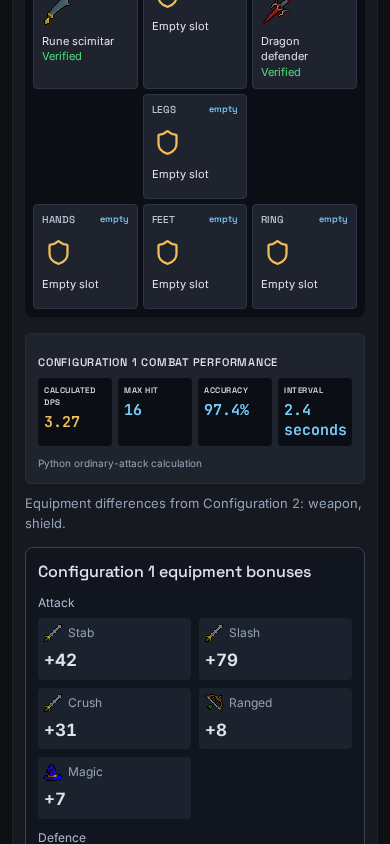 Rune scimitar
Verified
Empty slot
Dragon
defender
Verified
LEGS empty
Empty slot
HANDS empty
Empty slot
FEET empty
Empty slot
RING empty
Empty slot
CONFIGURATION 1 COMBAT PERFORMANCE
CALCULATED
DPS
3.27
MAX HIT
16
ACCURACY
97.4%
INTERVAL
2.4
seconds
Python ordinary-attack calculation
Equipment differences from Configuration 2: weapon,
shield.
Configuration 1 equipment bonuses
Attack
Stab
+42
Slash
+79
Crush
+31
Ranged
+8
Magic
+7
Defence